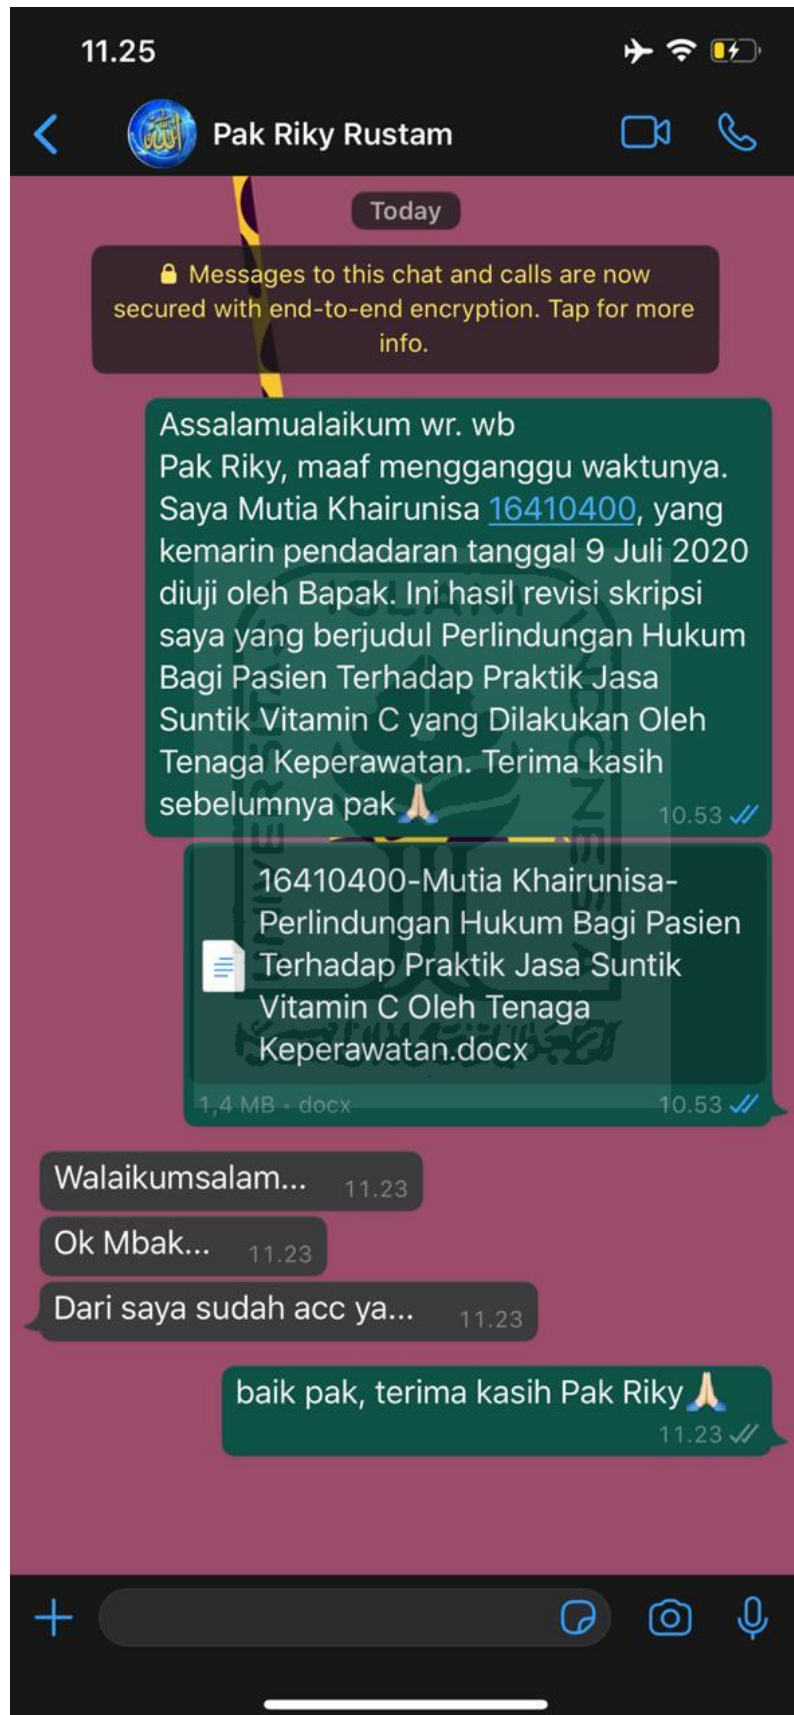 11.25
Pak Riky Rustam
Today
Messages to this chat and calls are now
secured with end-to-end encryption. Tap for more
info.
Assalamualaikum wr. wb
Pak Riky, maaf mengganggu waktunya.
Saya Mutia Khairunisa 16410400, yang
kemarin pendadaran tanggal 9 Juli 2020
diuji oleh Bapak. Ini hasil revisi skripsi
saya yang berjudul Perlindungan Hukum
Bagi Pasien Terhadap Praktik Jasa
Suntik Vitamin C yang Dilakukan Oleh
Tenaga Keperawatan. Terima kasih
sebelumnya pak🙏🏻
10.53
16410400-Mutia Khairunisa-
Perlindungan Hukum Bagi Pasien
Terhadap Praktik Jasa Suntik
Vitamin C Oleh Tenaga
Keperawatan.docx
1,4 MB • docx 10.53
Walaikumsalam... 11.23
Ok Mbak... 11.23
Dari saya sudah acc ya... 11.23
baik pak, terima kasih Pak Riky🙏🏻
11.23
UNIVERSITAS ISLAM INDONESIA